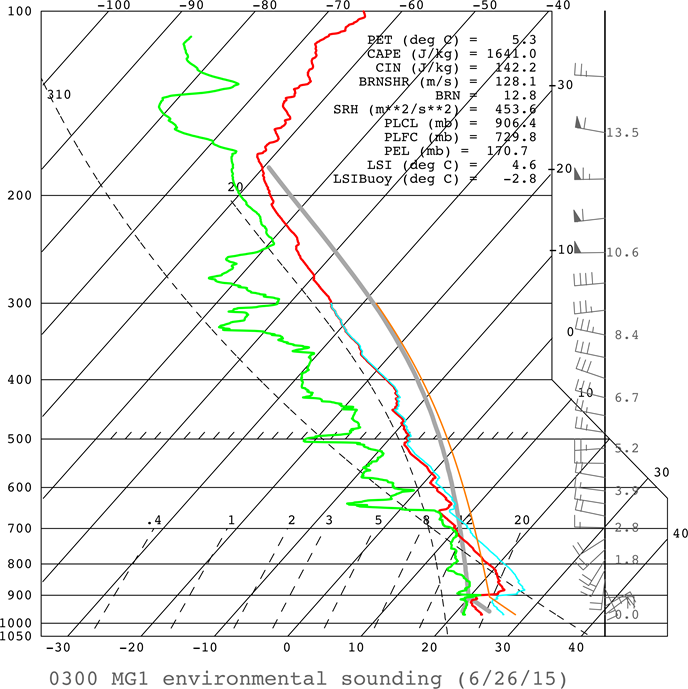 -100 -90 -80 -70 -60 -50 -40
100
PET (deg C) = 5.3
CAPE (J/kg) = 1641.0
CIN (J/kg) = 142.2
BRNSHR (m/s) = 128.1
BRN = 12.8
SRH (m**2/s**2) = 453.6
PLCL (mb) = 906.4
PLFC (mb) = 729.8
PEL (mb) = 170.7
LSI (deg C) = 4.6
LSIBuoy (deg C) = -2.8
-30
310
13.5
-20
20
200
-10
10.6
300
0
8.4
400
10
6.7
500
5.2
30
600
3.9
.4 1 2 3 5 8 12 20
2.8
700
40
1.8
800
900
0.0
1000
1050
-30 -20 -10 0 10 20 30 40
0300 MG1 environmental sounding (6/26/15)